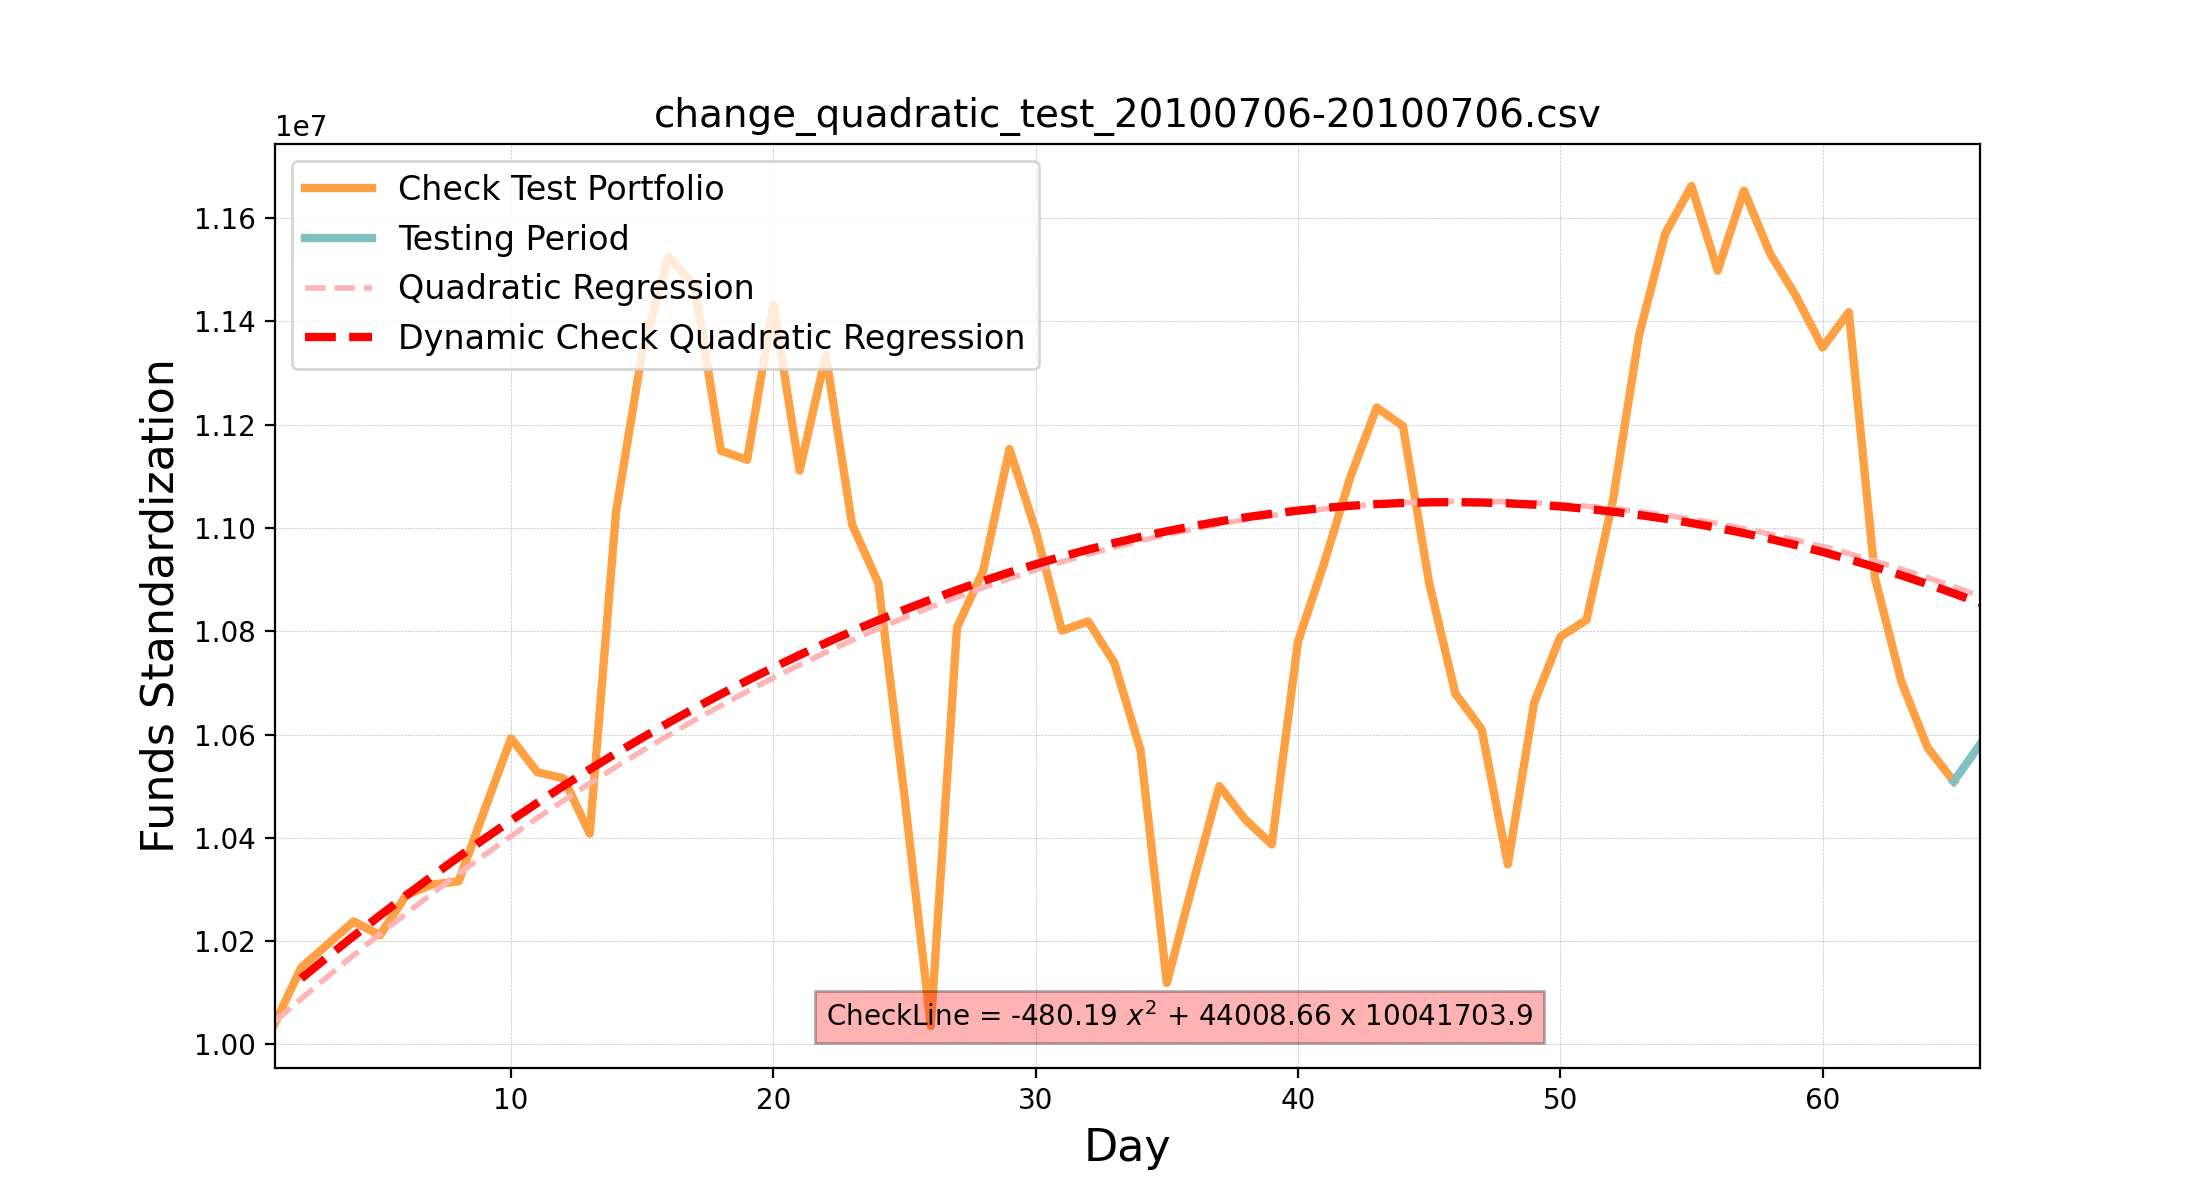 change_quadratic_test_20100706-20100706.csv
1e7
Check Test Portfolio
Testing Period
Quadratic Regression
Dynamic Check Quadratic Regression
Funds Standardization
1.16
1.14
1.12
1.10
1.08
1.06
1.04
1.02
1.00
CheckLine = -480.19 x² + 44008.66 x 10041703.9
10 20 30 40 50 60
Day